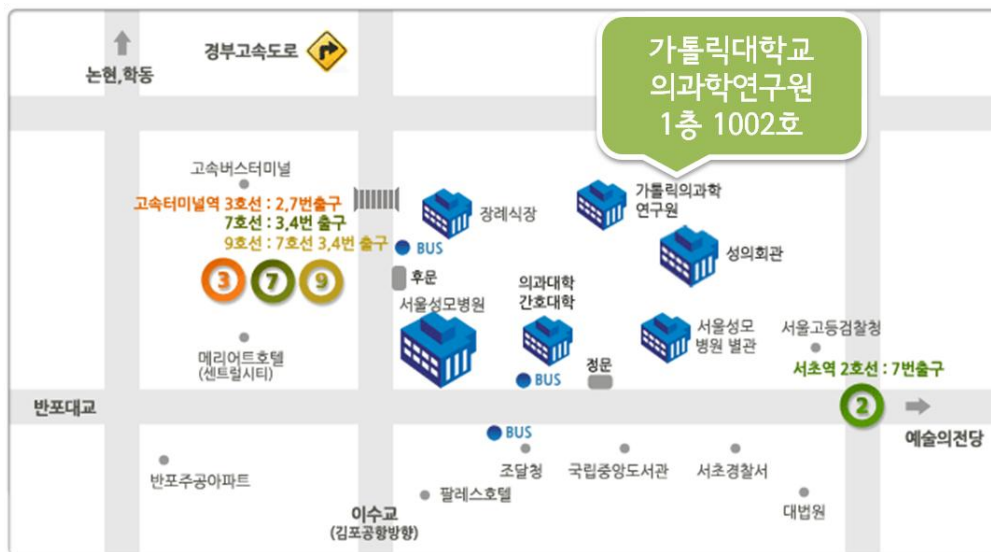 가톨릭대학교
의과학연구원
1층 1002호
경부고속도로
논현,학동
고속버스터미널
고속터미널역 3호선 : 2,7번출구
7호선 : 3,4번 출구
9호선 : 7호선 3,4번 출구
3 7 9
장례식장
가톨릭의과학
연구원
BUS
성의회관
후문
의과대학
간호대학
서울성모병원
서울성모
병원 별관
서울고등검찰청
메리어트호텔
(센트럴시티)
정문
BUS
서초역 2호선 : 7번출구
2
반포대교
예술의전당
BUS
반포주공아파트
조달청
국립중앙도서관
서초경찰서
팔레스호텔
대법원
이수교
(김포공항방향)